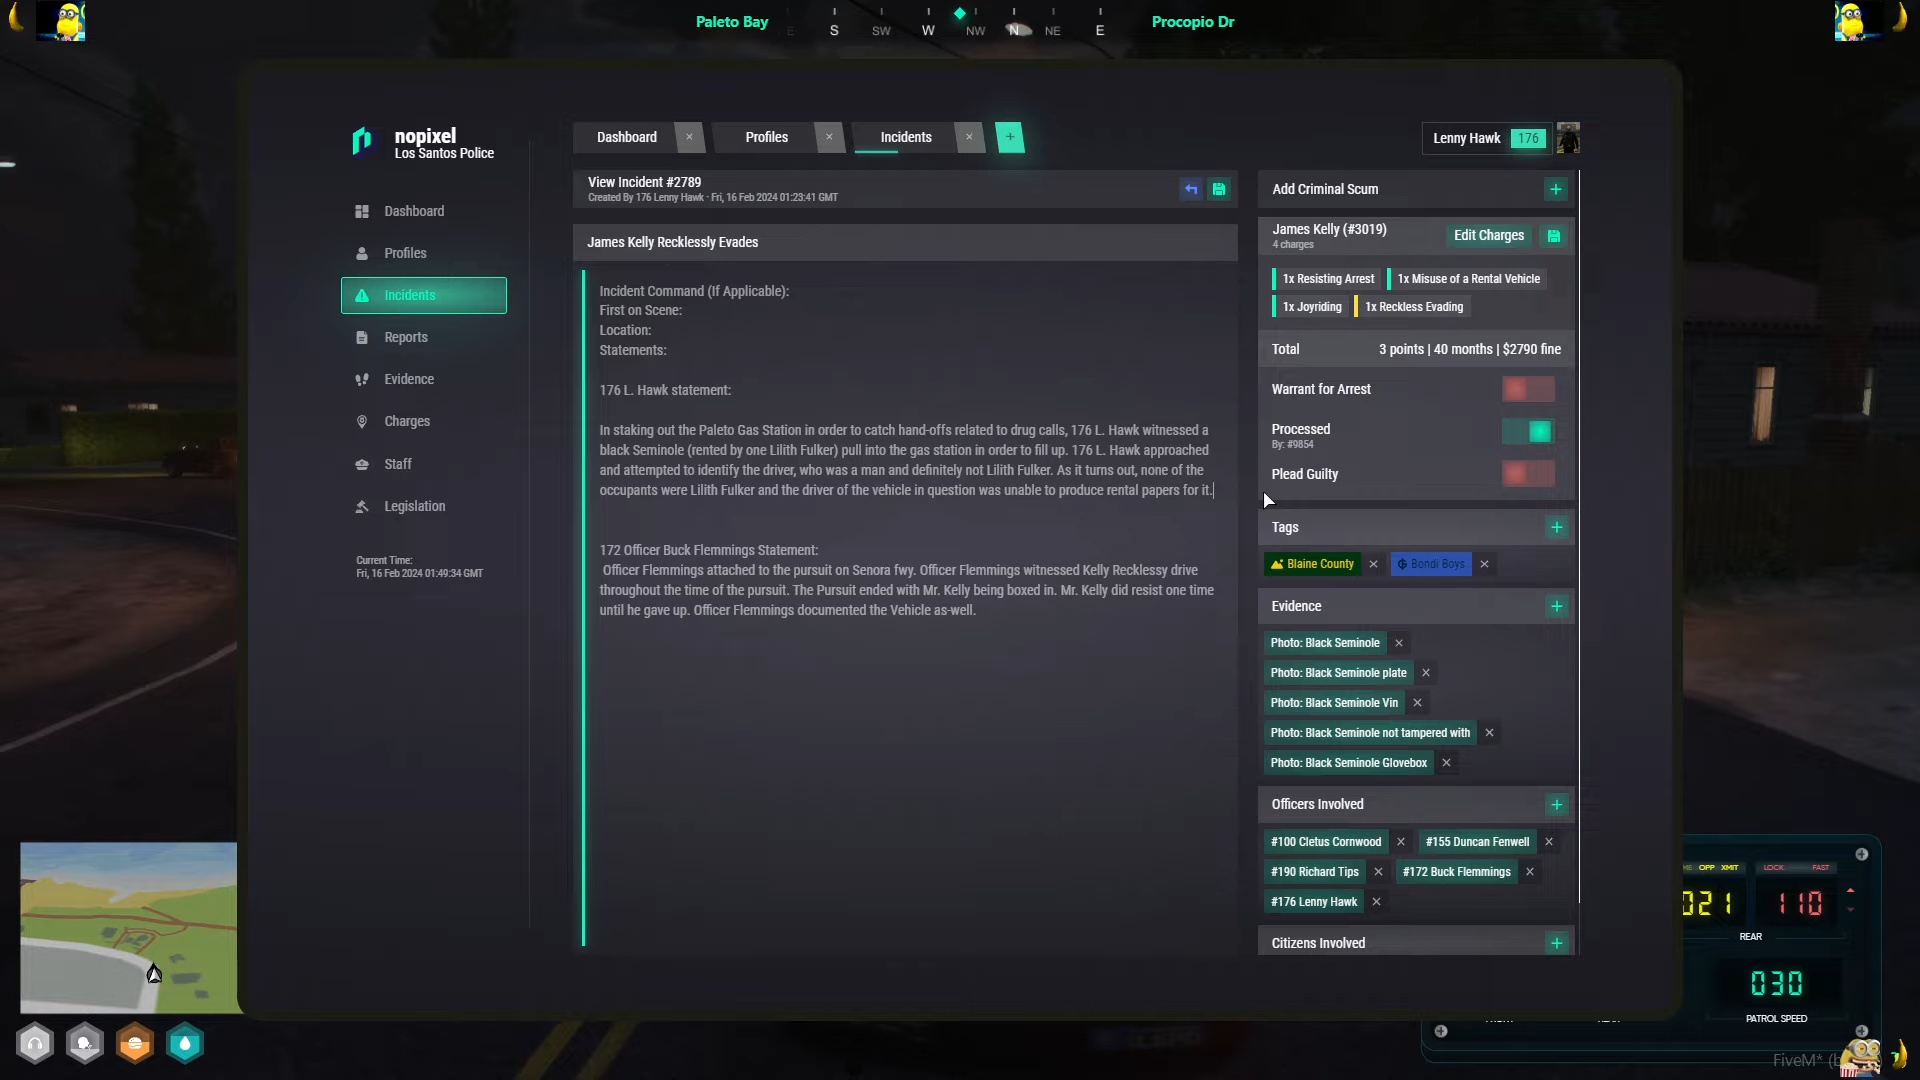 Paleto Bay
E S SW W NW N NE E
Procopio Dr
nopixel
Los Santos Police
Dashboard ×
Profiles ×
Incidents ×
+
Lenny Hawk 176
Dashboard
Profiles
Incidents
Reports
Evidence
Charges
Staff
Legislation
Current Time:
Fri, 16 Feb 2024 01:49:34 GMT
View Incident #2789
Created By 176 Lenny Hawk · Fri, 16 Feb 2024 01:23:41 GMT
James Kelly Recklessly Evades
Incident Command (If Applicable):
First on Scene:
Location:
Statements:
176 L. Hawk statement:
In staking out the Paleto Gas Station in order to catch hand-offs related to drug calls, 176 L. Hawk witnessed a
black Seminole (rented by one Lilith Fulker) pull into the gas station in order to fill up. 176 L. Hawk approached
and attempted to identify the driver, who was a man and definitely not Lilith Fulker. As it turns out, none of the
occupants were Lilith Fulker and the driver of the vehicle in question was unable to produce rental papers for it.
172 Officer Buck Flemmings Statement:
Officer Flemmings attached to the pursuit on Senora fwy. Officer Flemmings witnessed Kelly Recklessy drive
throughout the time of the pursuit. The Pursuit ended with Mr. Kelly being boxed in. Mr. Kelly did resist one time
until he gave up. Officer Flemmings documented the Vehicle as-well.
Add Criminal Scum +
James Kelly (#3019)
4 charges
Edit Charges
1x Resisting Arrest
1x Misuse of a Rental Vehicle
1x Joyriding
1x Reckless Evading
Total 3 points | 40 months | $2790 fine
Warrant for Arrest
Processed
By: #9854
Plead Guilty
Tags +
Blaine County × Bondi Boys ×
Evidence +
Photo: Black Seminole ×
Photo: Black Seminole plate ×
Photo: Black Seminole Vin ×
Photo: Black Seminole not tampered with ×
Photo: Black Seminole Glovebox ×
Officers Involved +
#100 Cletus Cornwood × #155 Duncan Fenwell ×
#190 Richard Tips × #172 Buck Flemmings ×
#176 Lenny Hawk ×
Citizens Involved +
OPP XMIT LOCK FAST
021 110
REAR
030
PATROL SPEED
FiveM*